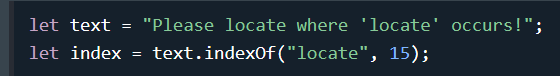 let text = "Please locate where 'locate' occurs!";
let index = text.indexOf("locate", 15);